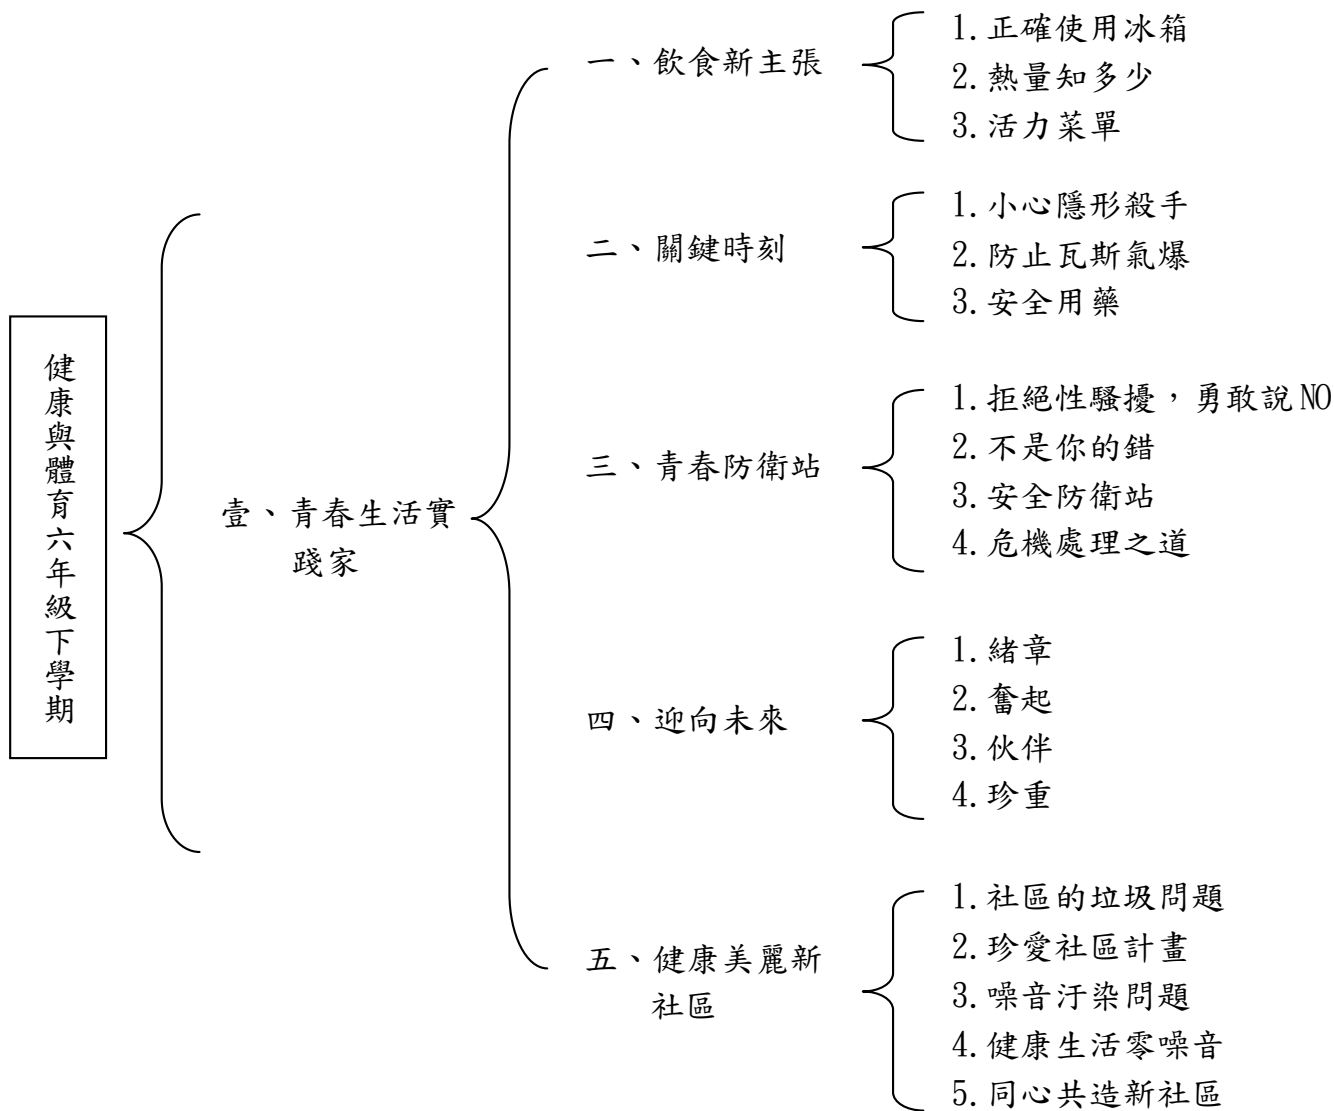 健康與體育六年級下學期
壹、青春生活實
踐家
一、飲食新主張
1.正確使用冰箱
2.熱量知多少
3.活力菜單
二、關鍵時刻
1.小心隱形殺手
2.防止瓦斯氣爆
3.安全用藥
三、青春防衛站
1.拒絕性騷擾，勇敢說NO
2.不是你的錯
3.安全防衛站
4.危機處理之道
四、迎向未來
1.緒章
2.奮起
3.伙伴
4.珍重
五、健康美麗新
社區
1.社區的垃圾問題
2.珍愛社區計畫
3.噪音汙染問題
4.健康生活零噪音
5.同心共造新社區